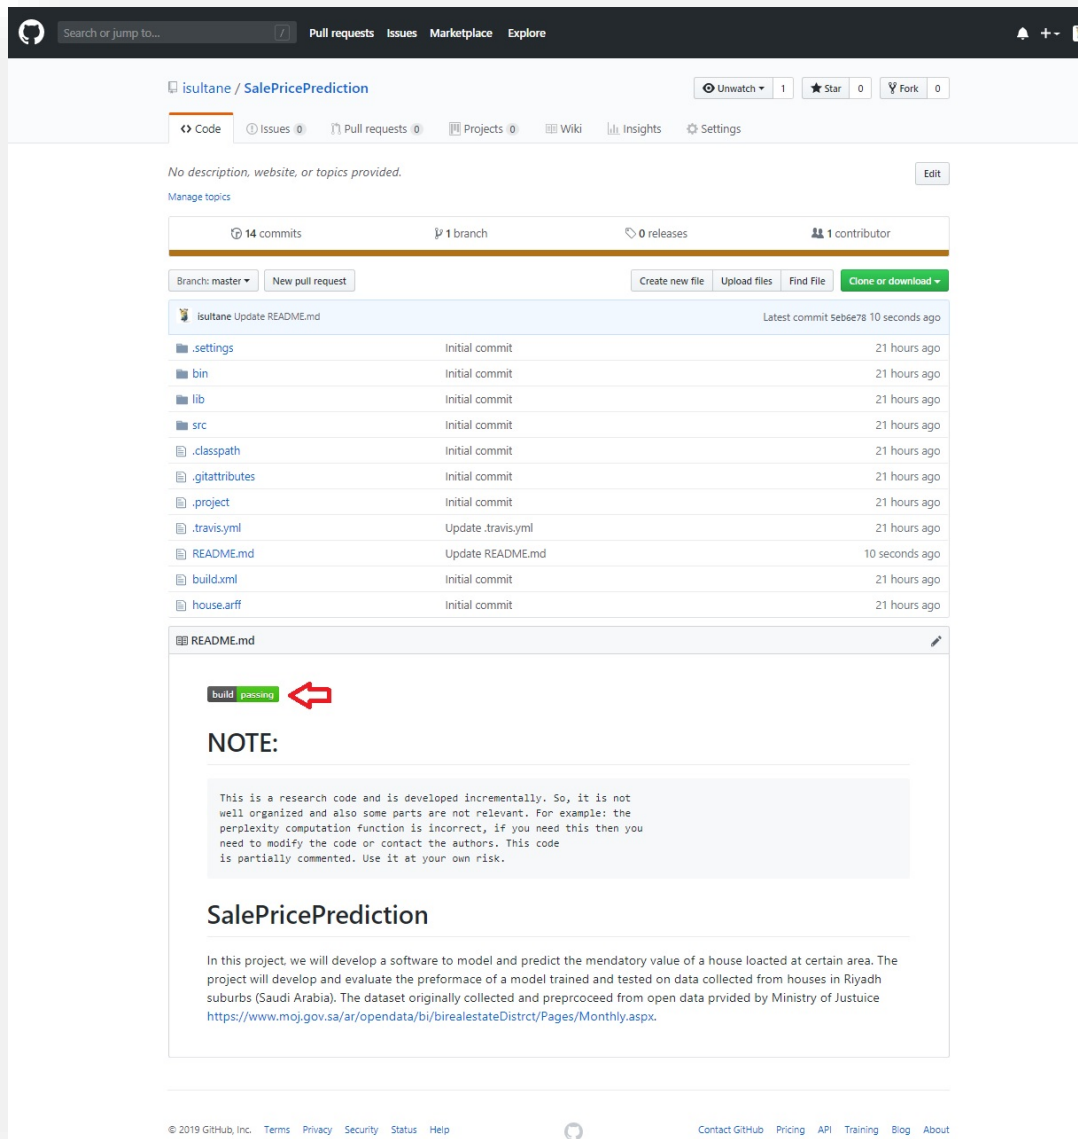 Search or jump to... / Pull requests Issues Marketplace Explore
isultane / SalePricePrediction Unwatch 1 Star 0 Fork 0
Code Issues 0 Pull requests 0 Projects 0 Wiki Insights Settings
No description, website, or topics provided. Edit
Manage topics
14 commits 1 branch 0 releases 1 contributor
Branch: master New pull request Create new file Upload files Find File Clone or download
isultane Update README.md Latest commit 5eb6e78 10 seconds ago
.settings Initial commit 21 hours ago
bin Initial commit 21 hours ago
lib Initial commit 21 hours ago
src Initial commit 21 hours ago
.classpath Initial commit 21 hours ago
.gitattributes Initial commit 21 hours ago
.project Initial commit 21 hours ago
.travis.yml Update .travis.yml 21 hours ago
README.md Update README.md 10 seconds ago
build.xml Initial commit 21 hours ago
house.arff Initial commit 21 hours ago
README.md
build passing
NOTE:
This is a research code and is developed incrementally. So, it is not
well organized and also some parts are not relevant. For example: the
perplexity computation function is incorrect, if you need this then you
need to modify the code or contact the authors. This code
is partially commented. Use it at your own risk.
SalePricePrediction
In this project, we will develop a software to model and predict the mendatory value of a house loacted at certain area. The
project will develop and evaluate the preformace of a model trained and tested on data collected from houses in Riyadh
suburbs (Saudi Arabia). The dataset originally collected and preprcoceed from open data prvided by Ministry of Justuice
https://www.moj.gov.sa/ar/opendata/bi/birealestateDistrct/Pages/Monthly.aspx.
© 2019 GitHub, Inc. Terms Privacy Security Status Help Contact GitHub Pricing API Training Blog About